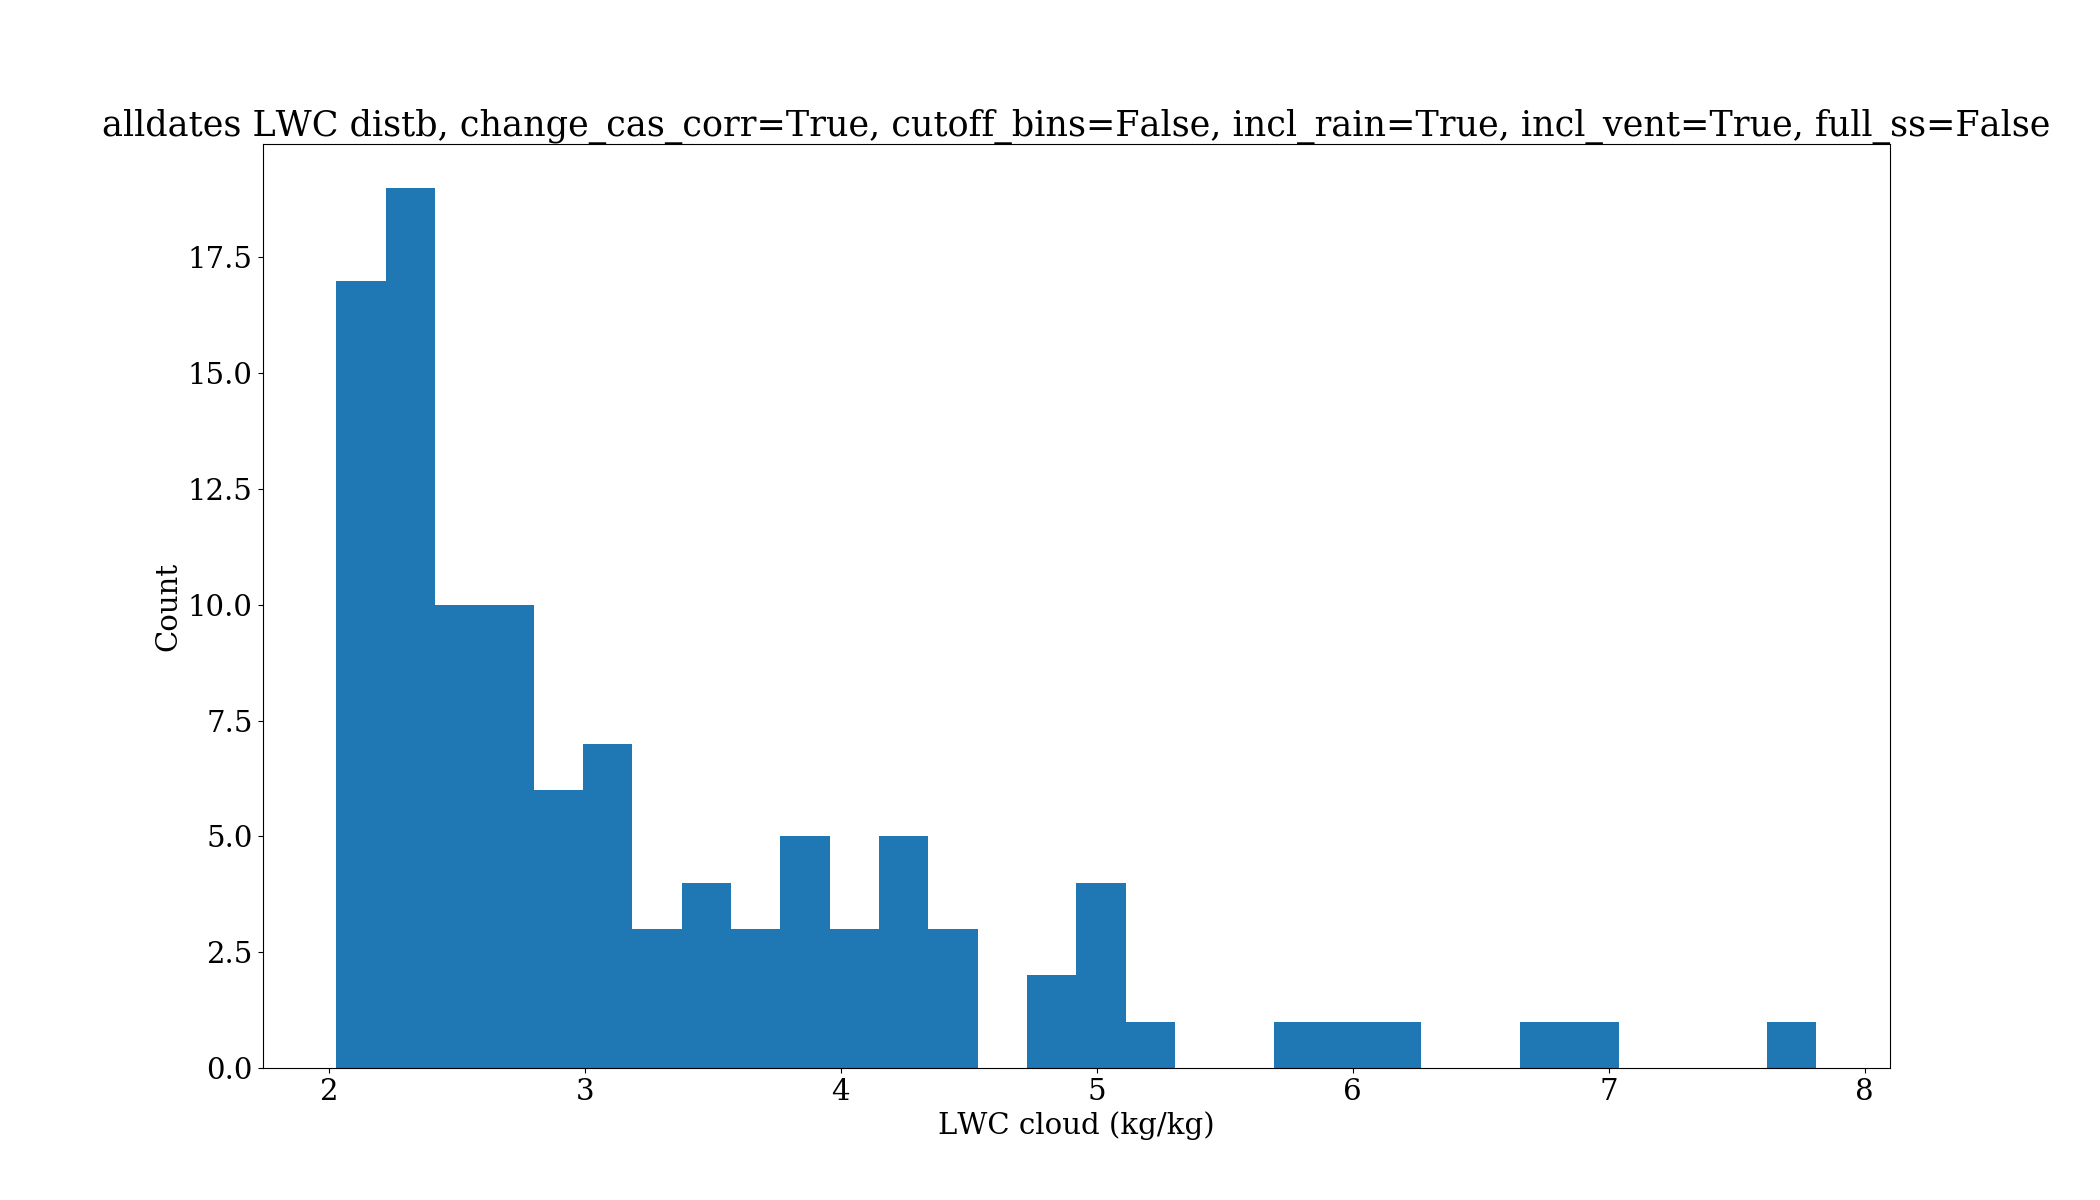 alldates LWC distb, change_cas_corr=True, cutoff_bins=False, incl_rain=True, incl_vent=True, full_ss=False
17.5
15.0
12.5
10.0
7.5
5.0
2.5
0.0
Count
2 3 4 5 6 7 8
LWC cloud (kg/kg)